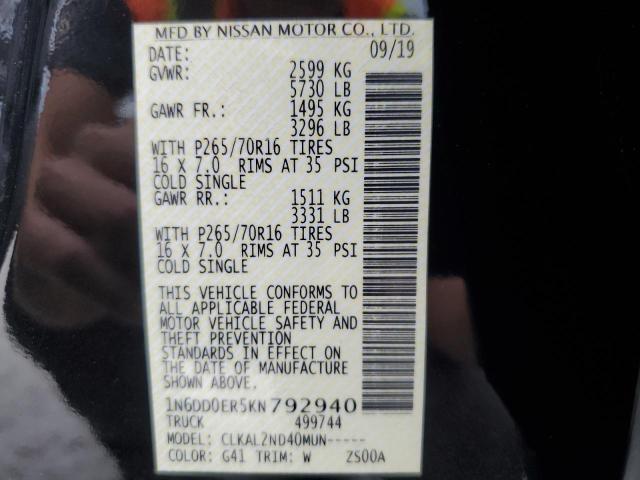 MFD BY NISSAN MOTOR CO., LTD.
DATE: 09/19
GVWR: 2599 KG
5730 LB
GAWR FR.: 1495 KG
3296 LB
WITH P265/70R16 TIRES
16 X 7.0 RIMS AT 35 PSI
COLD SINGLE
GAWR RR.: 1511 KG
3331 LB
WITH P265/70R16 TIRES
16 X 7.0 RIMS AT 35 PSI
COLD SINGLE
THIS VEHICLE CONFORMS TO
ALL APPLICABLE FEDERAL
MOTOR VEHICLE SAFETY AND
THEFT PREVENTION
STANDARDS IN EFFECT ON
THE DATE OF MANUFACTURE
SHOWN ABOVE.
1N6DD0ER5KN792940
TRUCK 499744
MODEL: CLKAL2ND40MUN-----
COLOR: G41 TRIM: W ZS00A